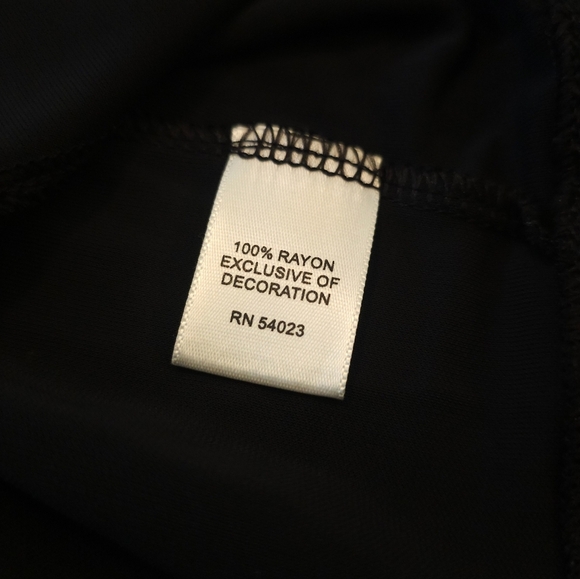 100% RAYON
EXCLUSIVE OF
DECORATION
RN 54023